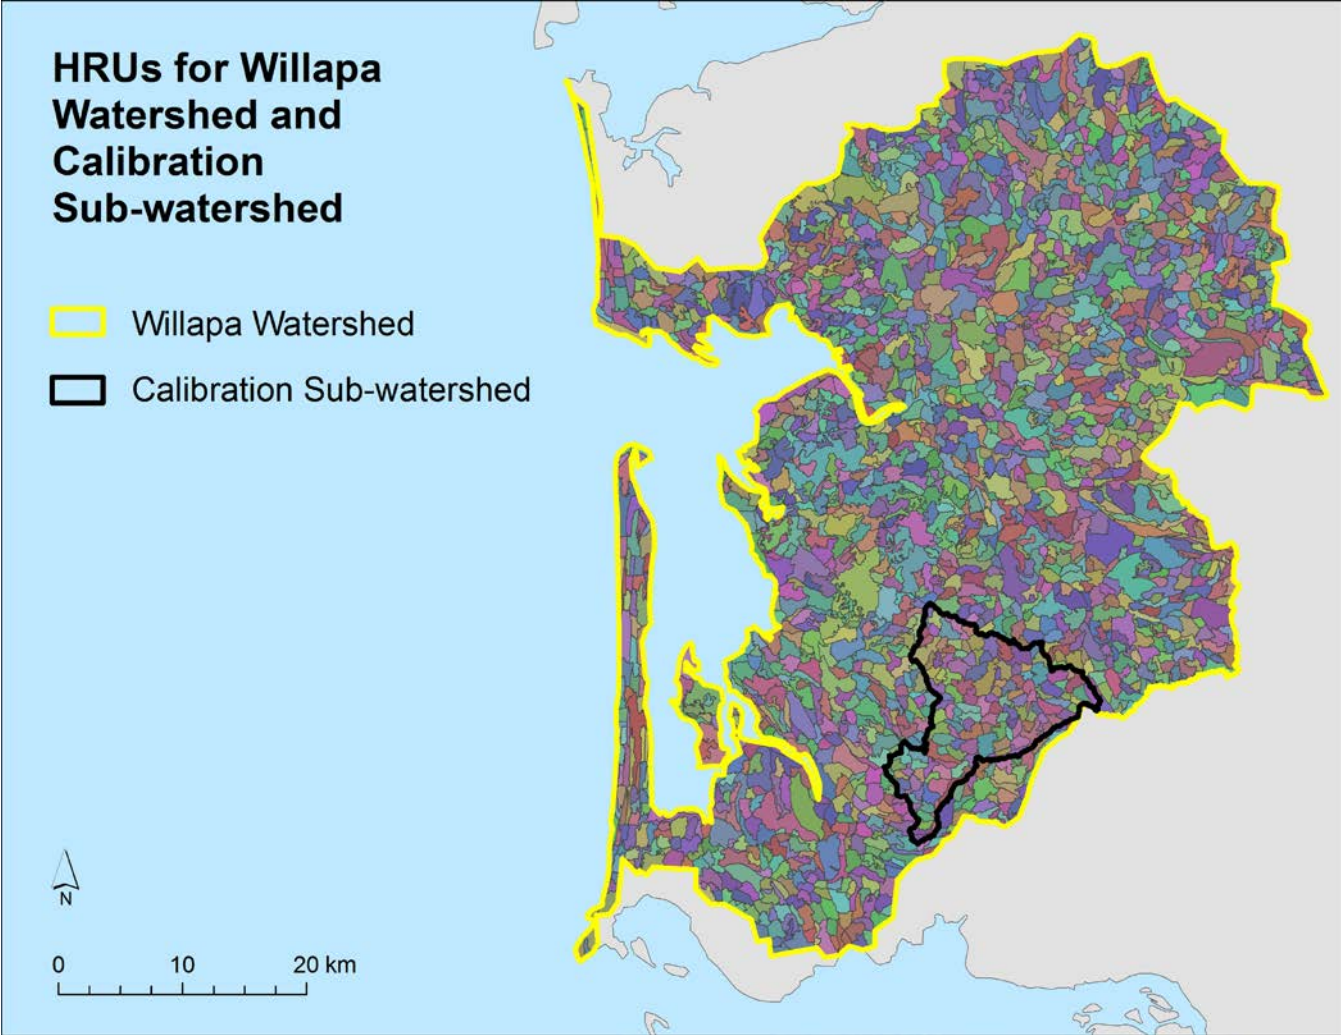 HRUs for Willapa
Watershed and
Calibration
Sub-watershed
Willapa Watershed
Calibration Sub-watershed
N
0 10 20 km